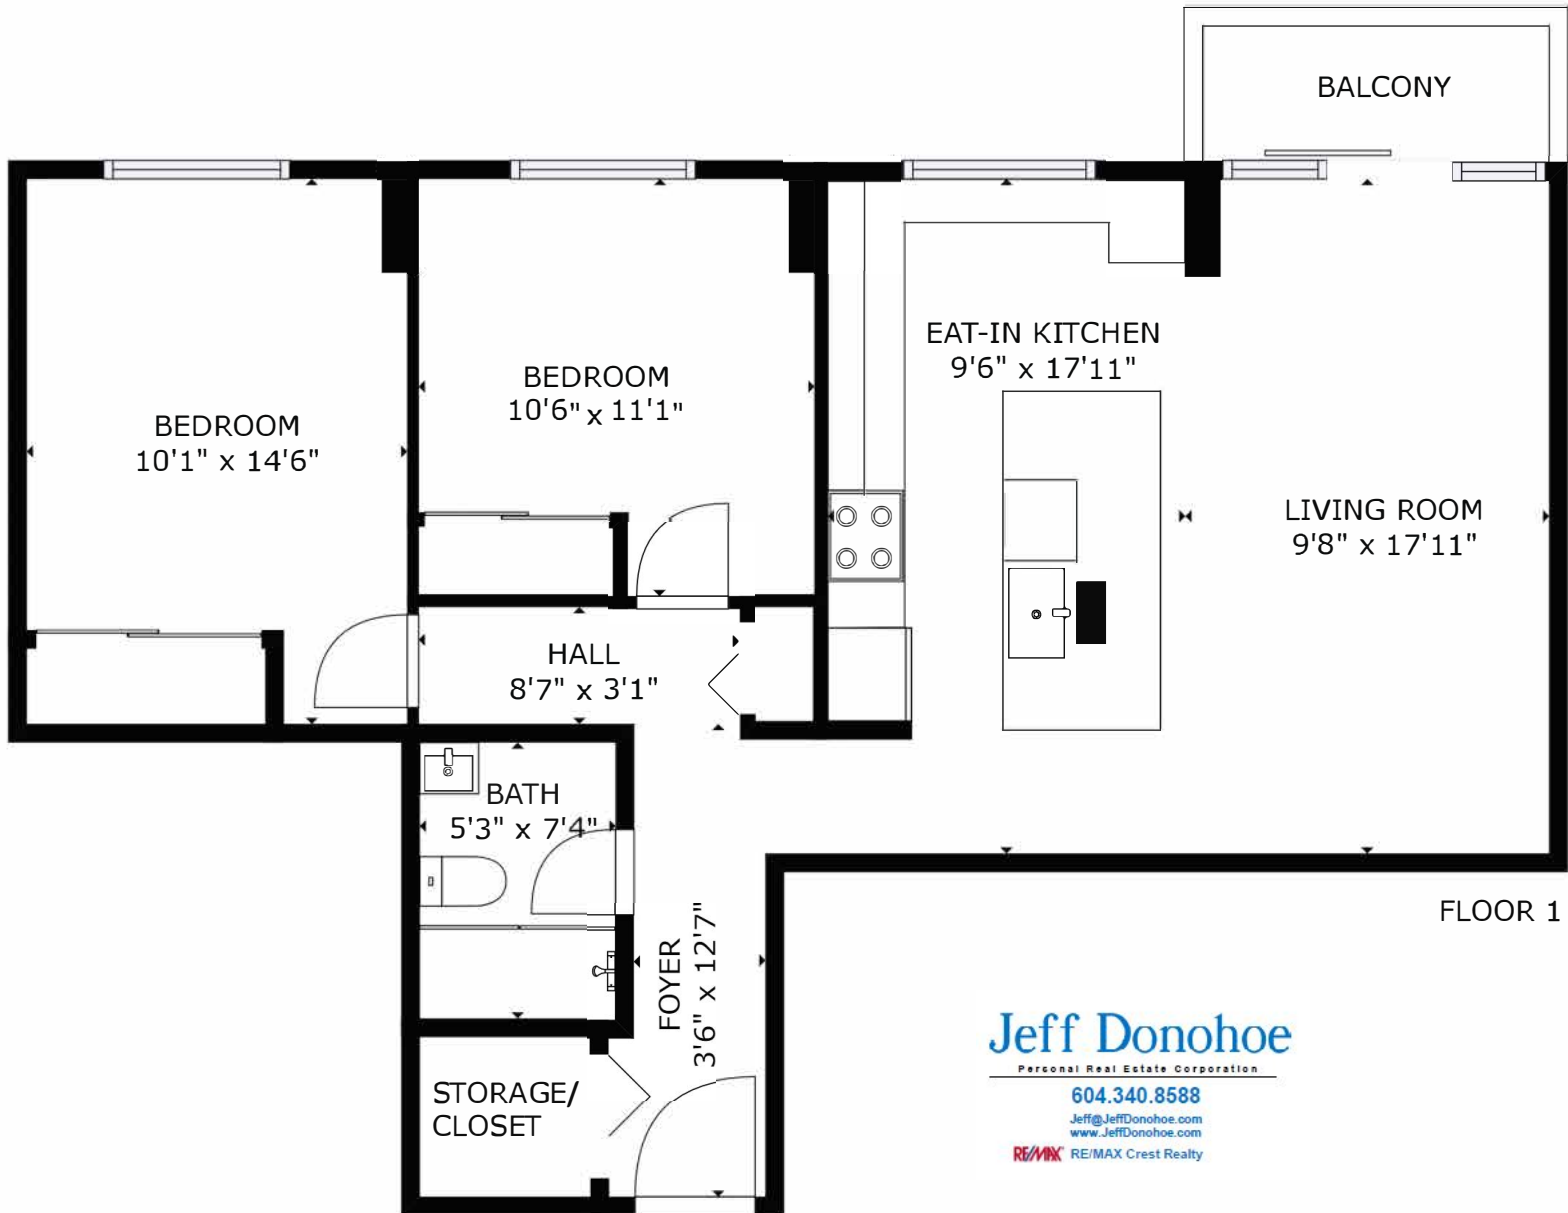 BALCONY
EAT-IN KITCHEN
9'6" x 17'11"
BEDROOM
10'6" x 11'1"
BEDROOM
10'1" x 14'6"
LIVING ROOM
9'8" x 17'11"
HALL
8'7" x 3'1"
BATH
5'3" x 7'4"
FOYER
3'6" x 12'7"
STORAGE/
CLOSET
FLOOR 1
Jeff Donohoe
Personal Real Estate Corporation
604.340.8588
Jeff@JeffDonohoe.com
www.JeffDonohoe.com
RE/MAX RE/MAX Crest Realty